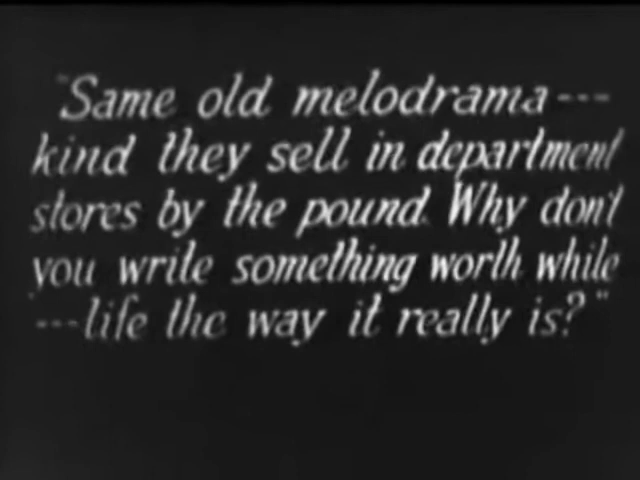 "Same old melodrama---
kind they sell in department
stores by the pound. Why don't
you write something worth while
---life the way it really is?"